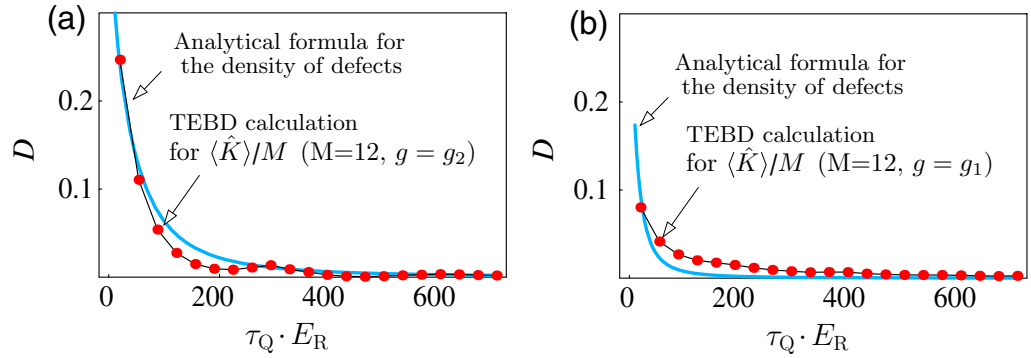 (a)
Analytical formula for
the density of defects
TEBD calculation
for ⟨K̂⟩/M (M=12, g = g₂)
D
0.2
0.1
0 200 400 600
τ_Q · E_R
(b)
Analytical formula for
the density of defects
TEBD calculation
for ⟨K̂⟩/M (M=12, g = g₁)
D
0.2
0.1
0 200 400 600
τ_Q · E_R